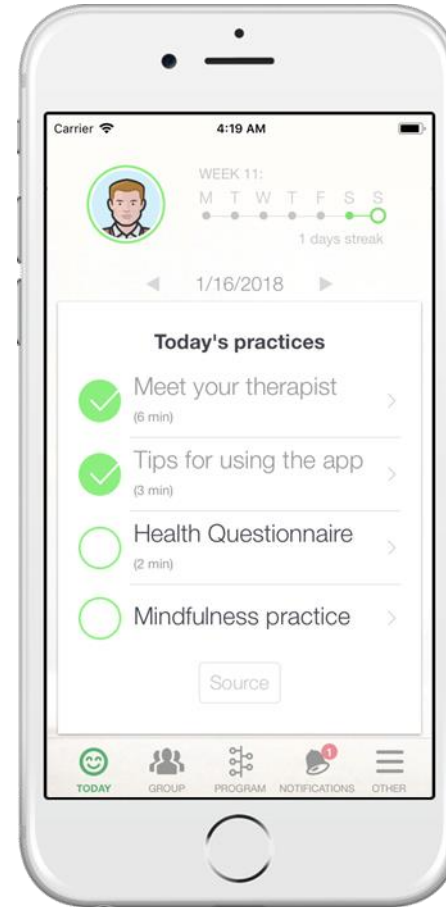 Carrier 4:19 AM
WEEK 11:
M T W T F S S
1 days streak
1/16/2018
Today's practices
Meet your therapist
(6 min)
Tips for using the app
(3 min)
Health Questionnaire
(2 min)
Mindfulness practice
Source
1
TODAY GROUP PROGRAM NOTIFICATIONS OTHER